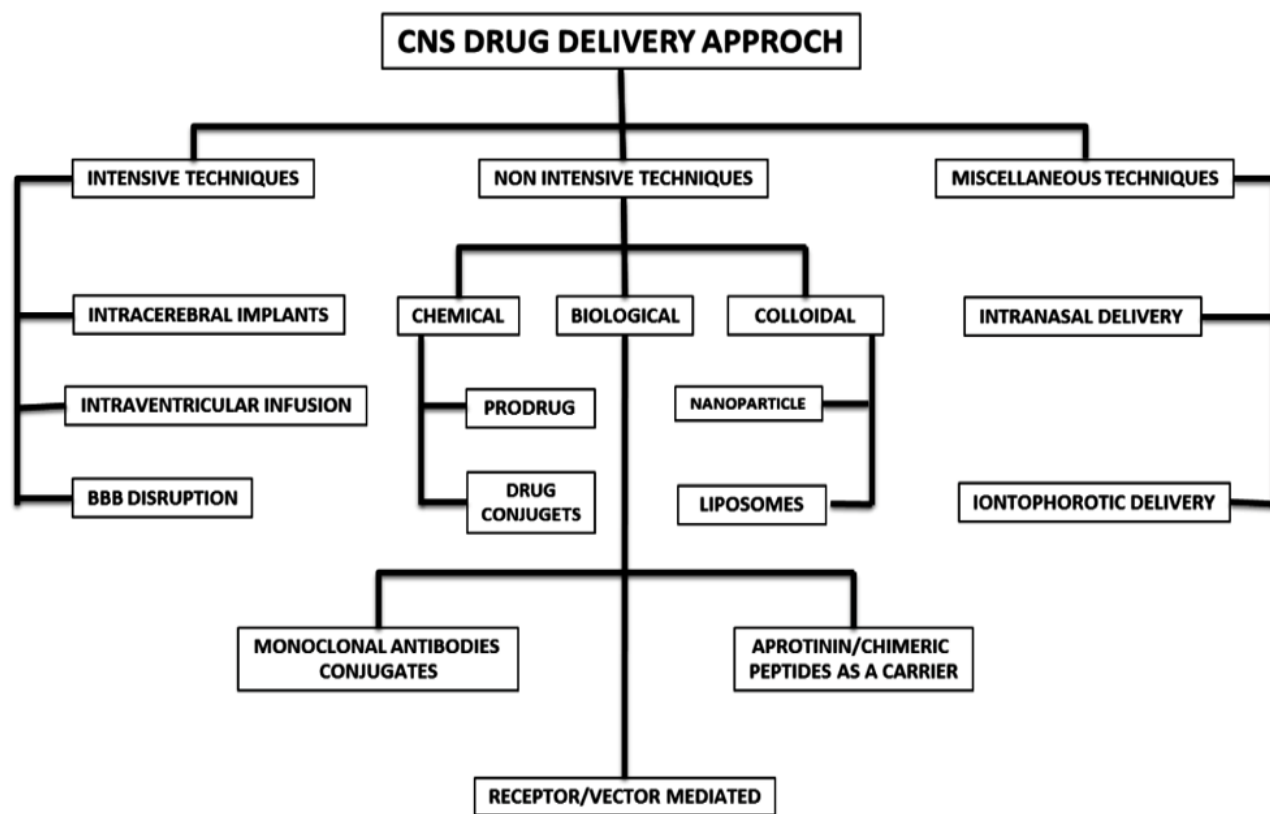 CNS DRUG DELIVERY APPROCH
INTENSIVE TECHNIQUES
NON INTENSIVE TECHNIQUES
MISCELLANEOUS TECHNIQUES
INTRACEREBRAL IMPLANTS
CHEMICAL
BIOLOGICAL
COLLOIDAL
INTRANASAL DELIVERY
INTRAVENTRICULAR INFUSION
PRODRUG
NANOPARTICLE
BBB DISRUPTION
DRUG
CONJUGETS
LIPOSOMES
IONTOPHOROTIC DELIVERY
MONOCLONAL ANTIBODIES
CONJUGATES
APROTININ/CHIMERIC
PEPTIDES AS A CARRIER
RECEPTOR/VECTOR MEDIATED